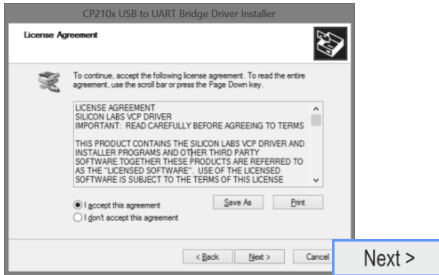 CP210x USB to UART Bridge Driver Installer
License Agreement
To continue, accept the following license agreement. To read the entire
agreement, use the scroll bar or press the Page Down key.
LICENSE AGREEMENT
SILICON LABS VCP DRIVER
IMPORTANT: READ CAREFULLY BEFORE AGREEING TO TERMS
THIS PRODUCT CONTAINS THE SILICON LABS VCP DRIVER AND
INSTALLER PROGRAMS AND OTHER THIRD PARTY
SOFTWARE.TOGETHER THESE PRODUCTS ARE REFERRED TO
AS THE "LICENSED SOFTWARE". USE OF THE LICENSED
SOFTWARE IS SUBJECT TO THE TERMS OF THIS LICENSE
I accept this agreement
Save As
Print
I don't accept this agreement
< Back
Next >
Cancel
Next >